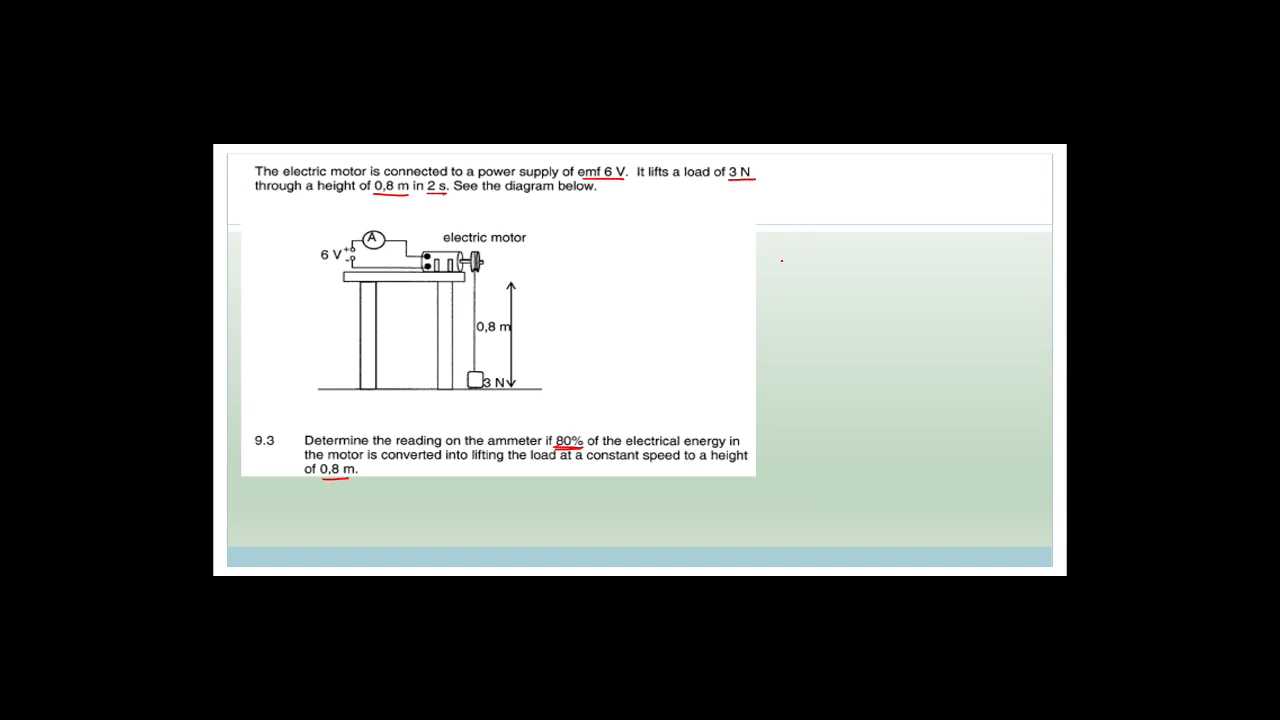 The electric motor is connected to a power supply of emf 6 V. It lifts a load of 3 N
through a height of 0,8 m in 2 s. See the diagram below.
A
electric motor
6 V
+
-
0,8 m
3 N
9.3 Determine the reading on the ammeter if 80% of the electrical energy in
the motor is converted into lifting the load at a constant speed to a height
of 0,8 m.